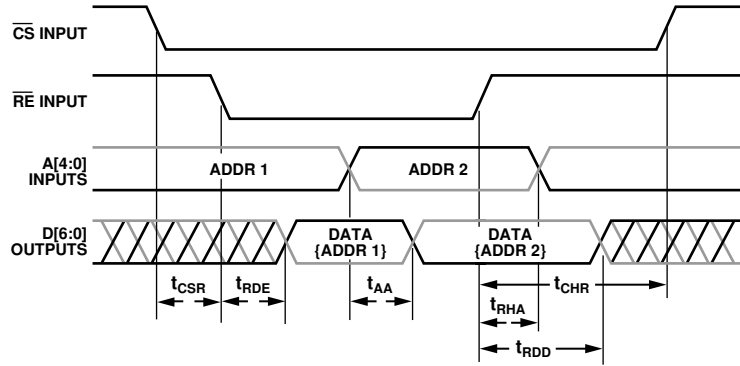 CS INPUT
RE INPUT
A[4:0]
INPUTS
ADDR 1
ADDR 2
D[6:0]
OUTPUTS
DATA
{ADDR 1}
DATA
{ADDR 2}
tCSR
tRDE
tAA
tCHR
tRHA
tRDD